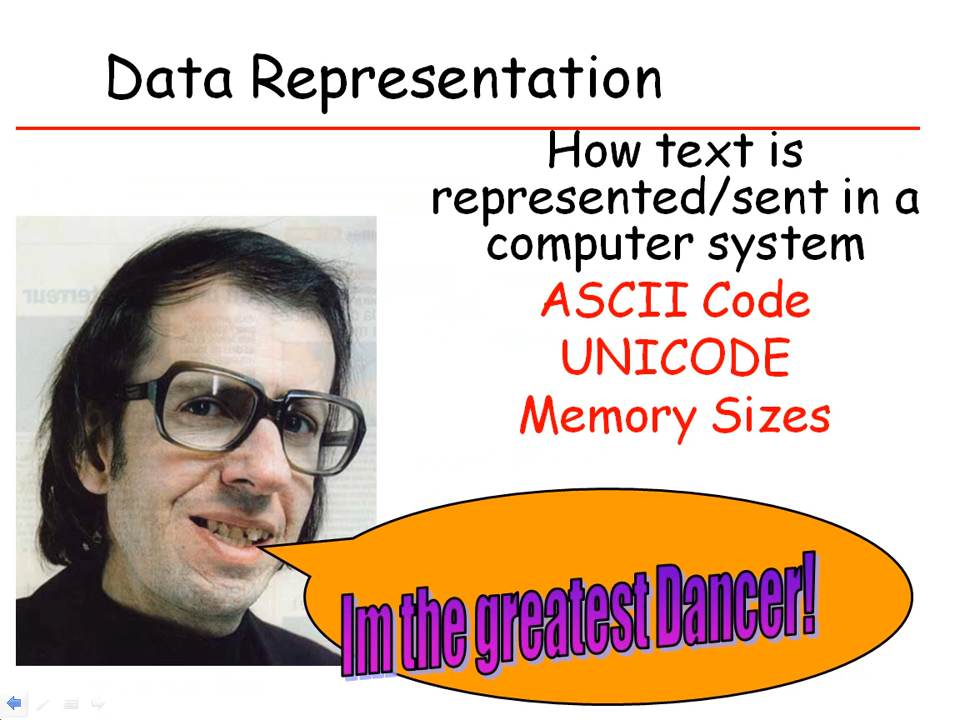 Data Representation
How text is
represented/sent in a
computer system
ASCII Code
UNICODE
Memory Sizes
Im the greatest Dancer!